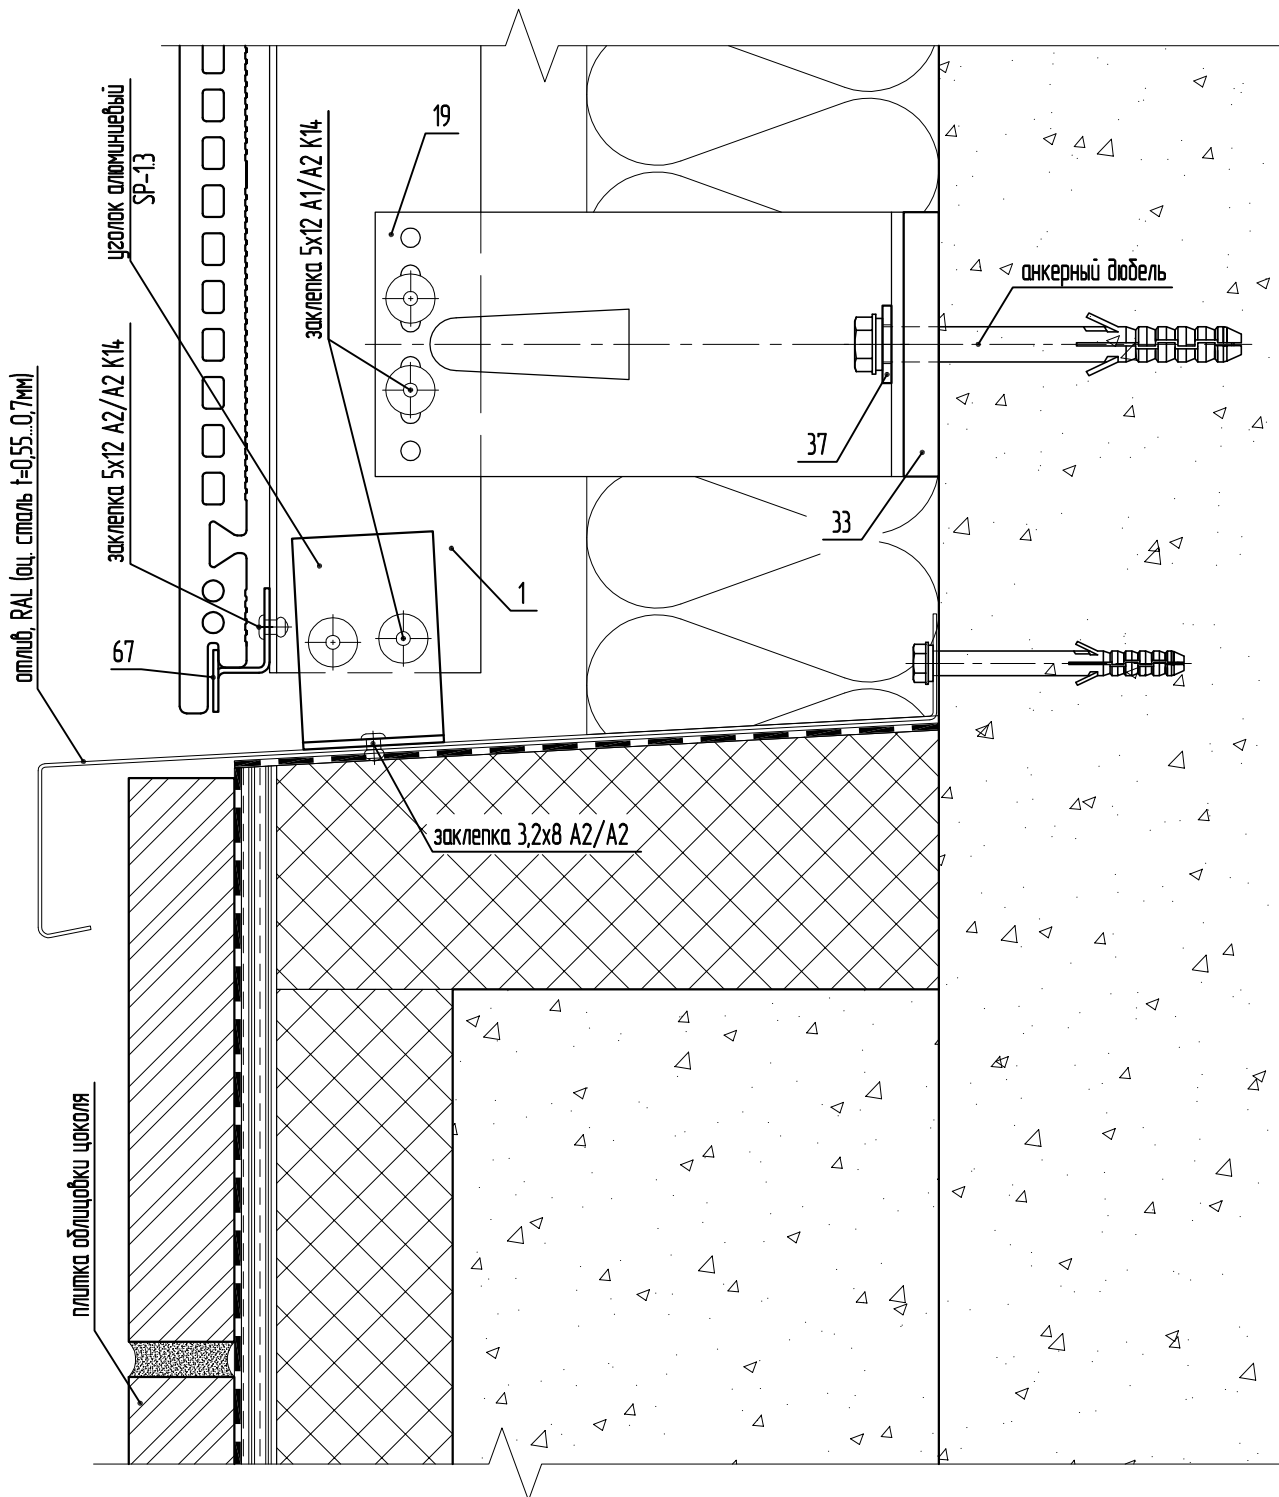 уголок алюминиевый
SP-1.3
19
заклепка 5х12 А1/А2 К14
анкерный дюбель
заклепка 5х12 А2/А2 К14
отлив, RAL (оц. сталь t=0,55...0,7мм)
37
33
1
67
заклепка 3,2х8 А2/А2
плитка облицовки цоколя